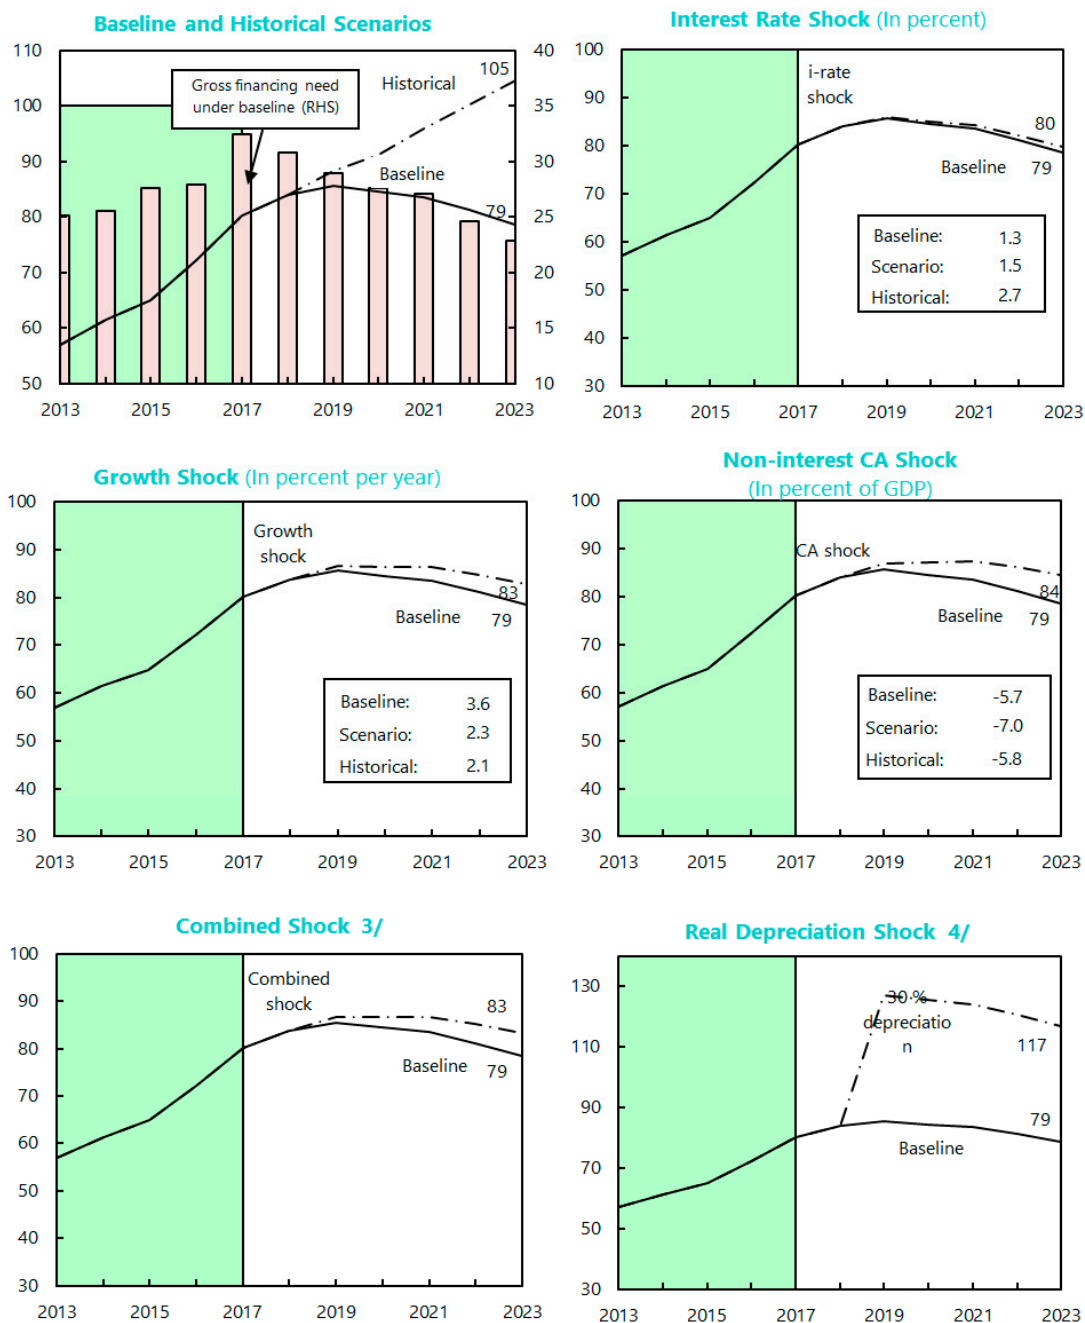 Baseline and Historical Scenarios
110
100
90
80
70
60
50
40
35
30
25
20
15
10
Gross financing need
under baseline (RHS)
Historical
105
Baseline
79
2013
2015
2017
2019
2021
2023
Interest Rate Shock (In percent)
100
90
80
70
60
50
40
30
i-rate
shock
80
Baseline
79
Baseline: 1.3
Scenario: 1.5
Historical: 2.7
2013
2015
2017
2019
2021
2023
Growth Shock (In percent per year)
100
90
80
70
60
50
40
30
Growth
shock
83
Baseline
79
Baseline: 3.6
Scenario: 2.3
Historical: 2.1
2013
2015
2017
2019
2021
2023
Non-interest CA Shock
(In percent of GDP)
100
90
80
70
60
50
40
30
CA shock
84
Baseline
79
Baseline: -5.7
Scenario: -7.0
Historical: -5.8
2013
2015
2017
2019
2021
2023
Combined Shock 3/
100
90
80
70
60
50
40
30
Combined
shock
83
Baseline
79
2013
2015
2017
2019
2021
2023
Real Depreciation Shock 4/
130
110
90
70
50
30
30 %
depreciatio
n
117
79
Baseline
2013
2015
2017
2019
2021
2023